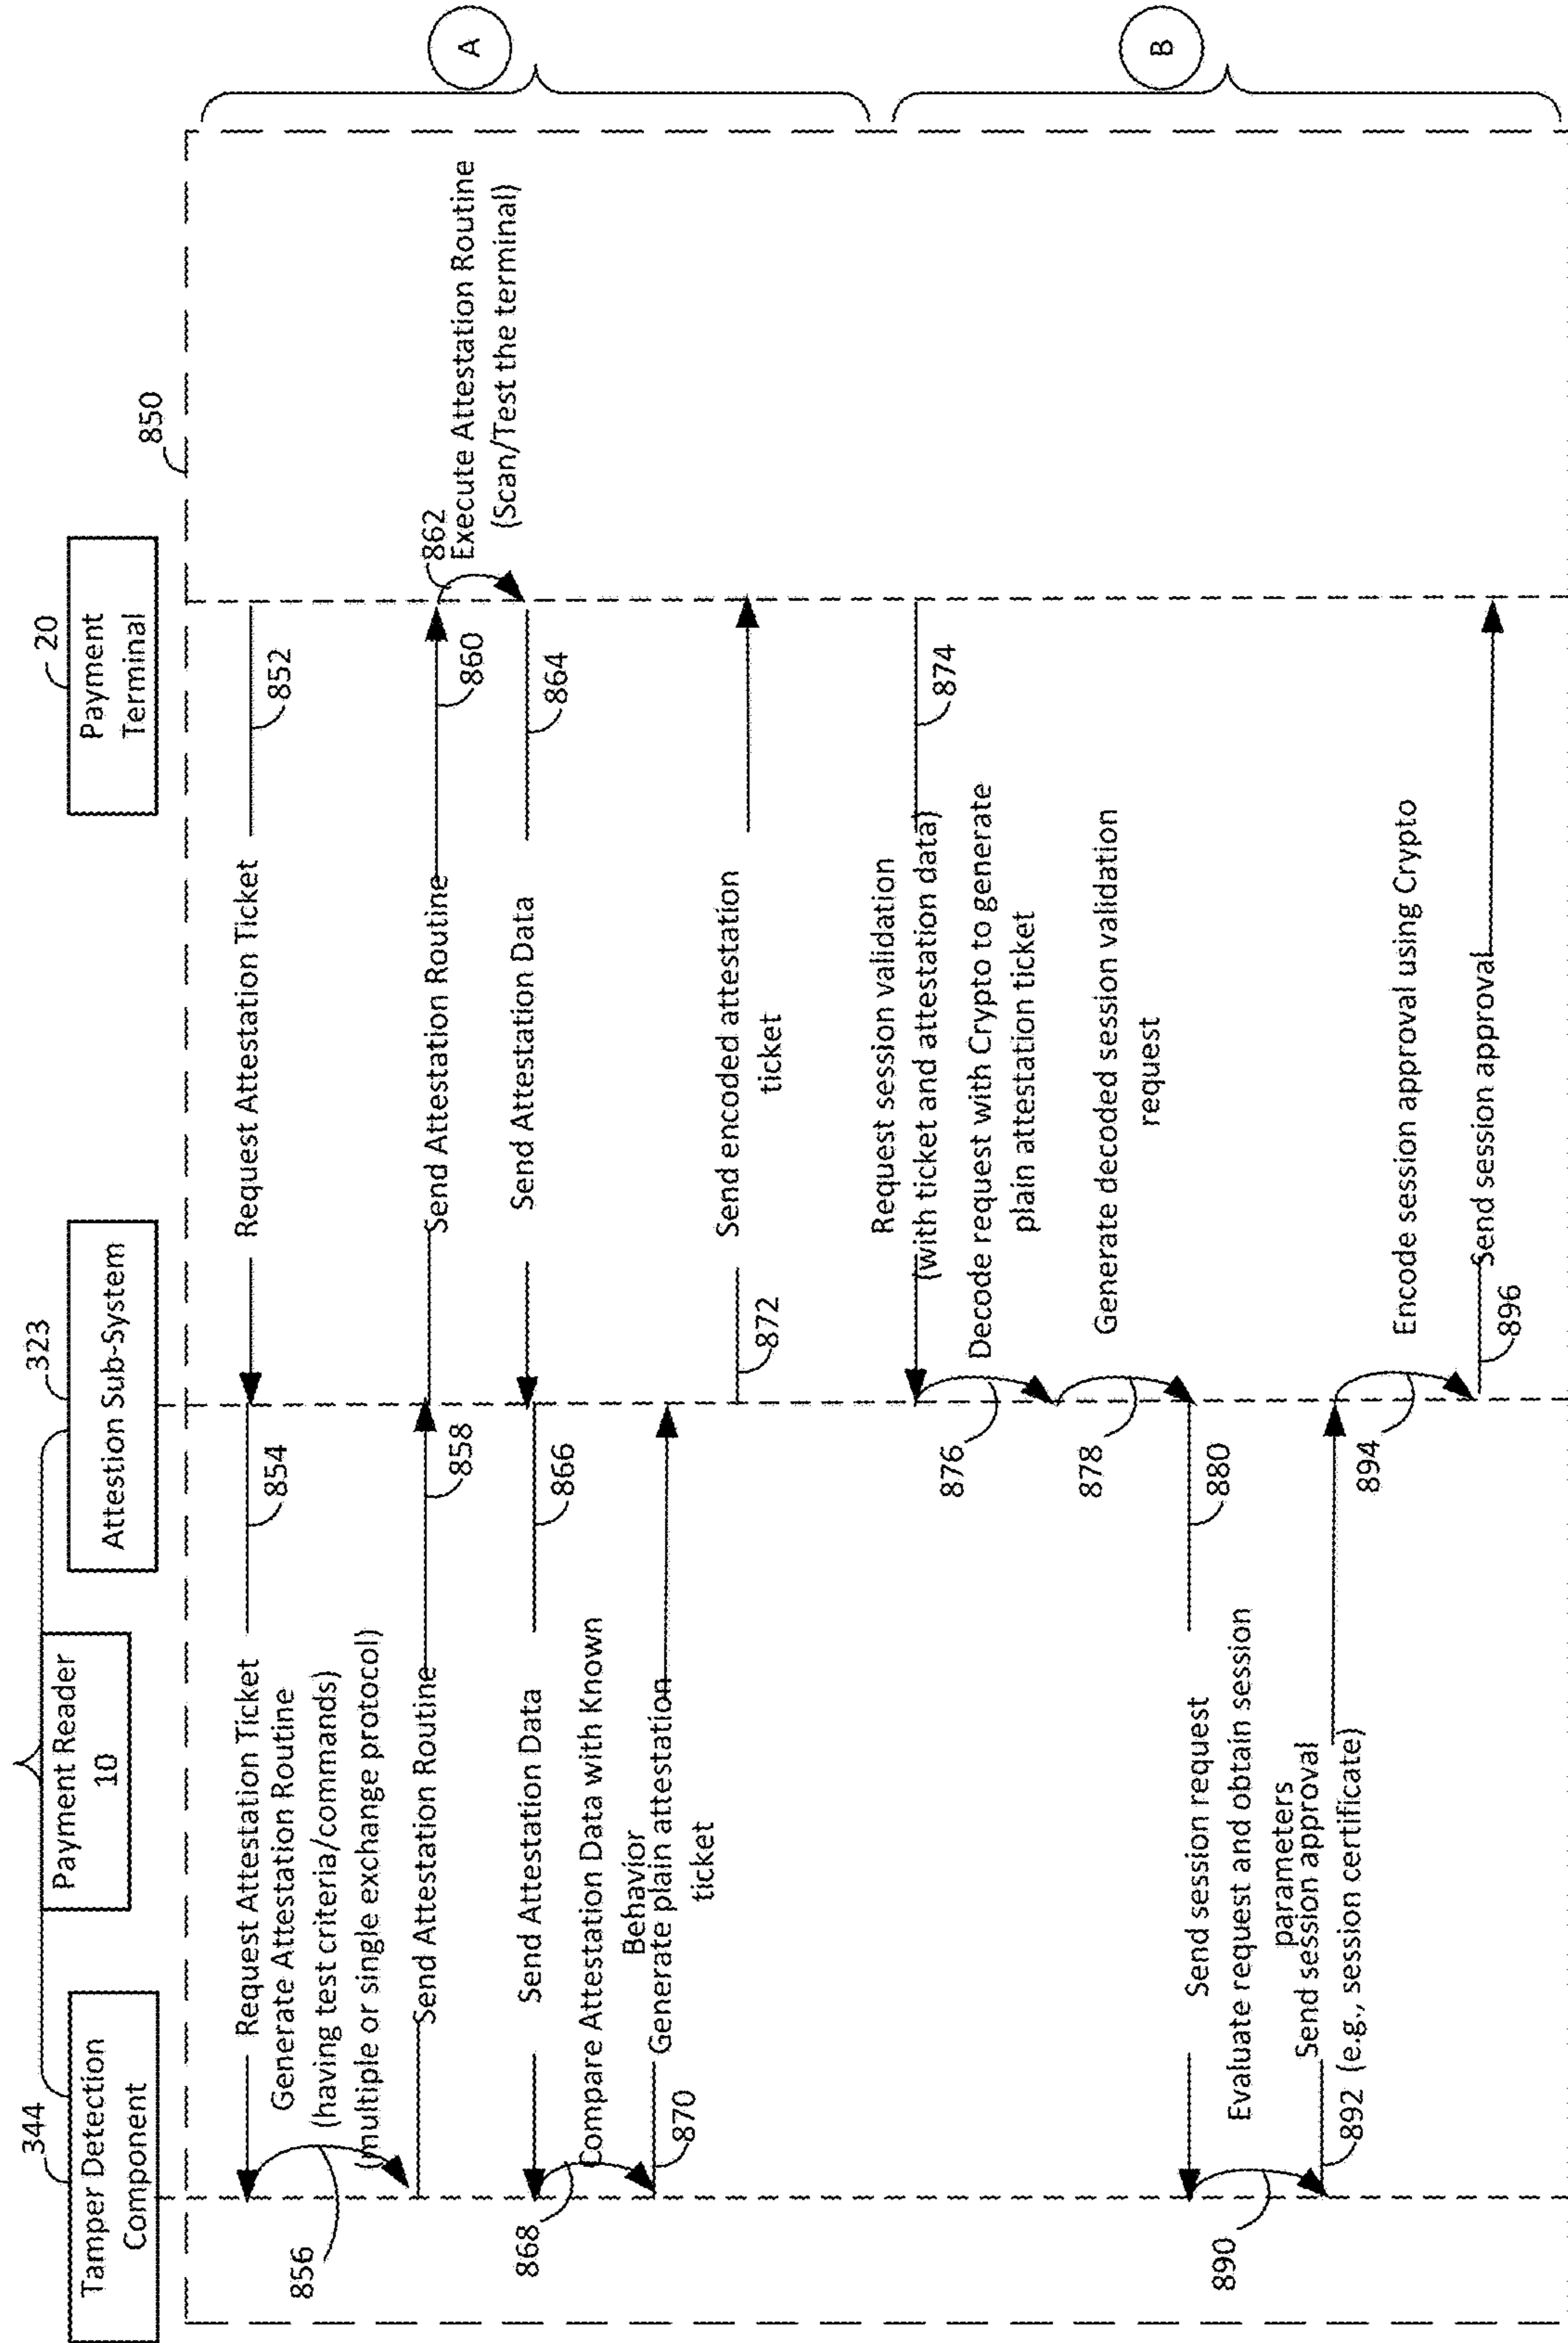 344
Tamper Detection
Component
Payment Reader
10
323
Attestion Sub-System
20
Payment
Terminal
850
Request Attestation Ticket
854
Request Attestation Ticket
852
Generate Attestation Routine
(having test criteria/commands)
(multiple or single exchange protocol)
856
Send Attestation Routine
858
Send Attestation Routine
860
862
Execute Attestation Routine
(Scan/Test the terminal)
A
Send Attestation Data
866
Send Attestation Data
864
Compare Attestation Data with Known
Behavior
868
Generate plain attestation
ticket
870
Send encoded attestation
ticket
872
Request session validation
(with ticket and attestation data)
874
Decode request with Crypto to generate
plain attestation ticket
876
Generate decoded session validation
request
878
B
Send session request
880
Evaluate request and obtain session
parameters
890
Send session approval
(e.g., session certificate)
892
Encode session approval using Crypto
894
Send session approval
896